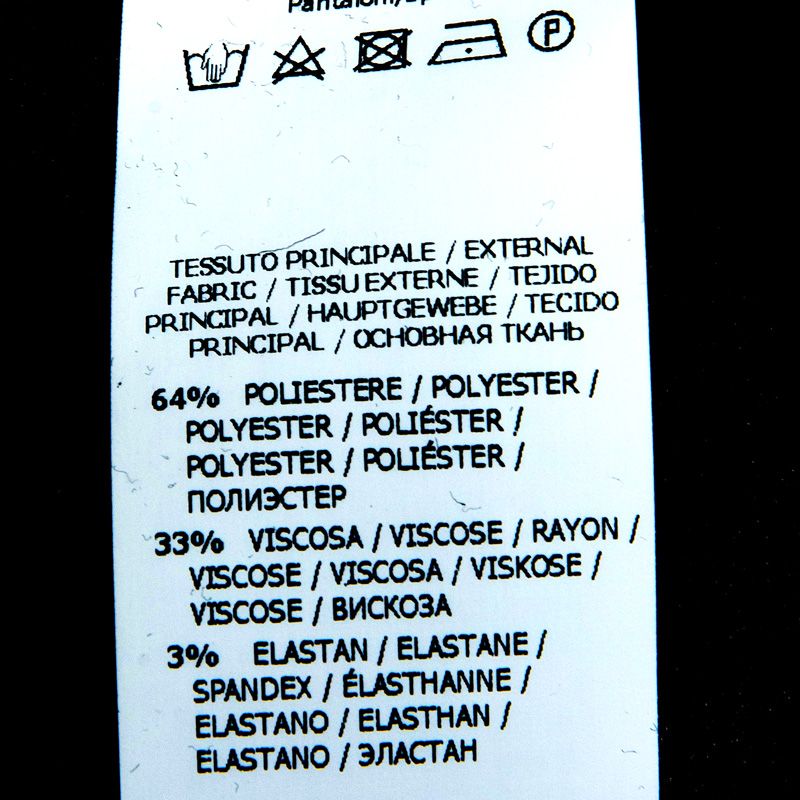 P
TESSUTO PRINCIPALE / EXTERNAL
FABRIC / TISSU EXTERNE / TEJIDO
PRINCIPAL / HAUPTGEWEBE / TECIDO
PRINCIPAL / ОСНОВНАЯ ТКАНЬ
64% POLIESTERE / POLYESTER /
POLYESTER / POLIÉSTER /
POLYESTER / POLIÉSTER /
ПОЛИЭСТЕР
33% VISCOSA / VISCOSE / RAYON /
VISCOSE / VISCOSA / VISKOSE /
VISCOSE / ВИСКОЗА
3% ELASTAN / ELASTANE /
SPANDEX / ÉLASTHANNE /
ELASTANO / ELASTHAN /
ELASTANO / ЭЛАСТАН